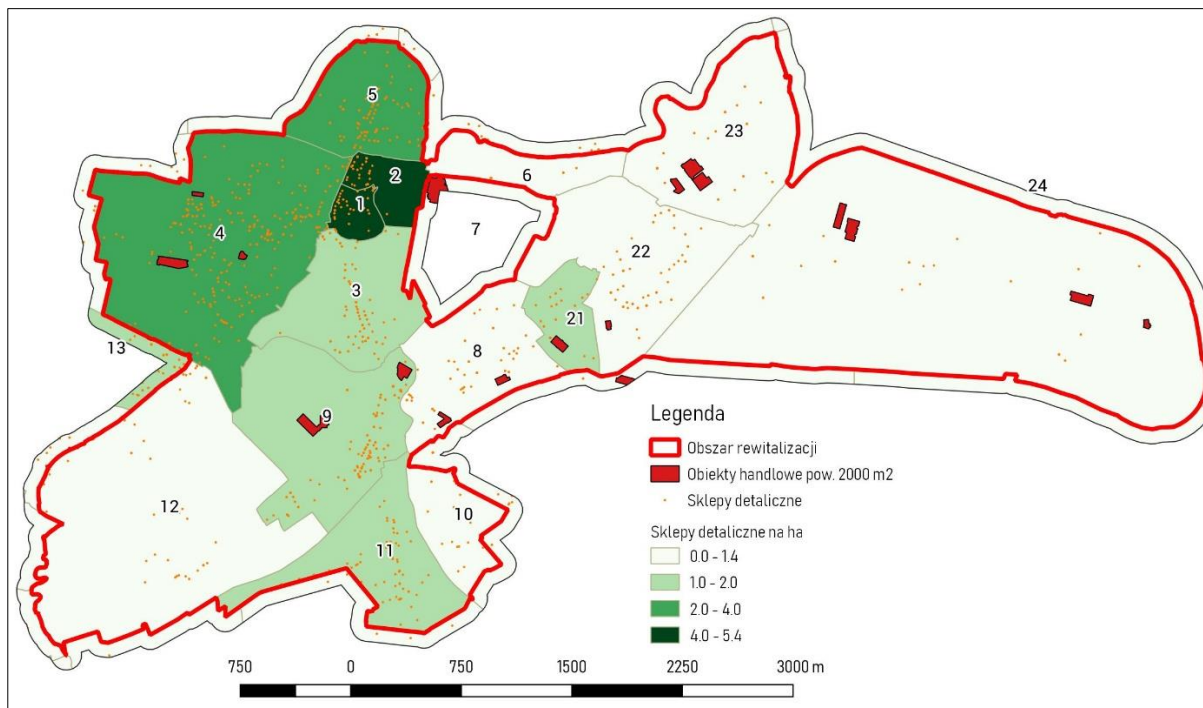 5
23
2
6
24
1
7
4
22
3
21
13
8
9
12
10
11
Legenda
Obszar rewitalizacji
Obiekty handlowe pow. 2000 m2
Sklepy detaliczne
Sklepy detaliczne na ha
0.0 - 1.4
1.0 - 2.0
2.0 - 4.0
4.0 - 5.4
750 0 750 1500 2250 3000 m